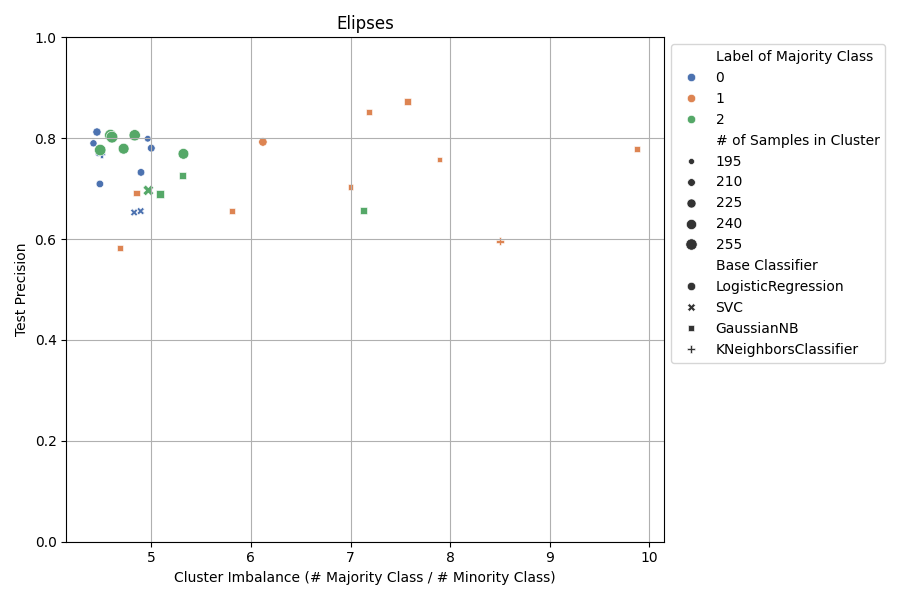 Elipses
Test Precision
1.0
0.8
0.6
0.4
0.2
0.0
5
6
7
8
9
10
Cluster Imbalance (# Majority Class / # Minority Class)
Label of Majority Class
0
1
2
# of Samples in Cluster
195
210
225
240
255
Base Classifier
LogisticRegression
SVC
GaussianNB
KNeighborsClassifier